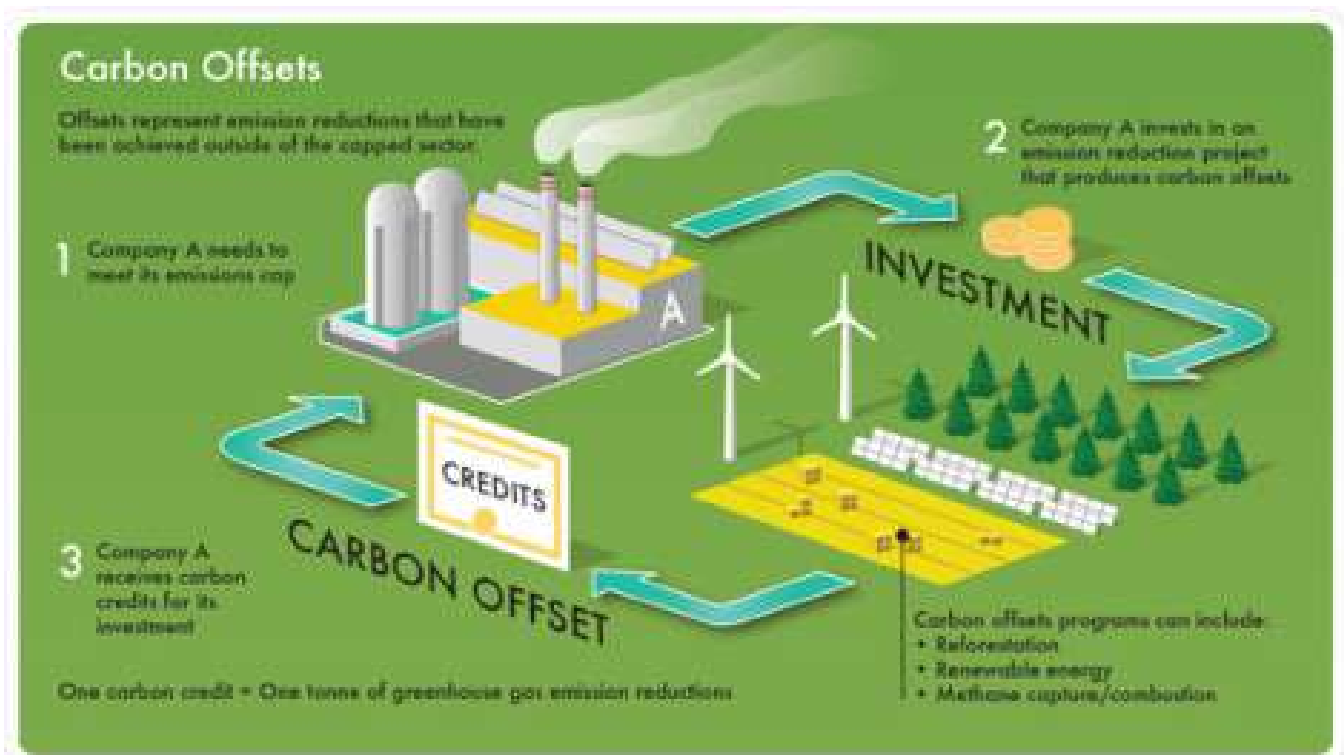 Carbon Offsets
Offsets represent emission reductions that have
been achieved outside of the capped sector.
1 Company A needs to
meet its emissions cap
A
2 Company A invests in an
emission reduction project
that produces carbon offsets
INVESTMENT
CREDITS
CARBON OFFSET
3 Company A
receives carbon
credits for its
investment
Carbon offsets programs can include:
• Reforestation
• Renewable energy
• Methane capture/combustion
One carbon credit = One tonne of greenhouse gas emission reductions